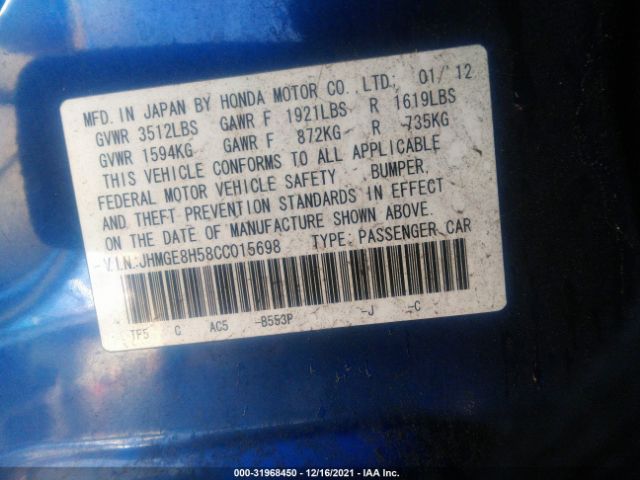 MFD. IN JAPAN BY HONDA MOTOR CO., LTD; 01/ 12
GVWR 3512LBS GAWR F 1921LBS R 1619LBS
GVWR 1594KG GAWR F 872KG R 735KG
THIS VEHICLE CONFORMS TO ALL APPLICABLE
FEDERAL MOTOR VEHICLE SAFETY , BUMPER,
AND THEFT PREVENTION STANDARDS IN EFFECT
ON THE DATE OF MANUFACTURE SHOWN ABOVE.
V.I.N.:JHMGE8H58CC015698 TYPE: PASSENGER CAR
TF5 C AC5 -B553P -J -C
000-31968450 - 12/16/2021 - IAA Inc.